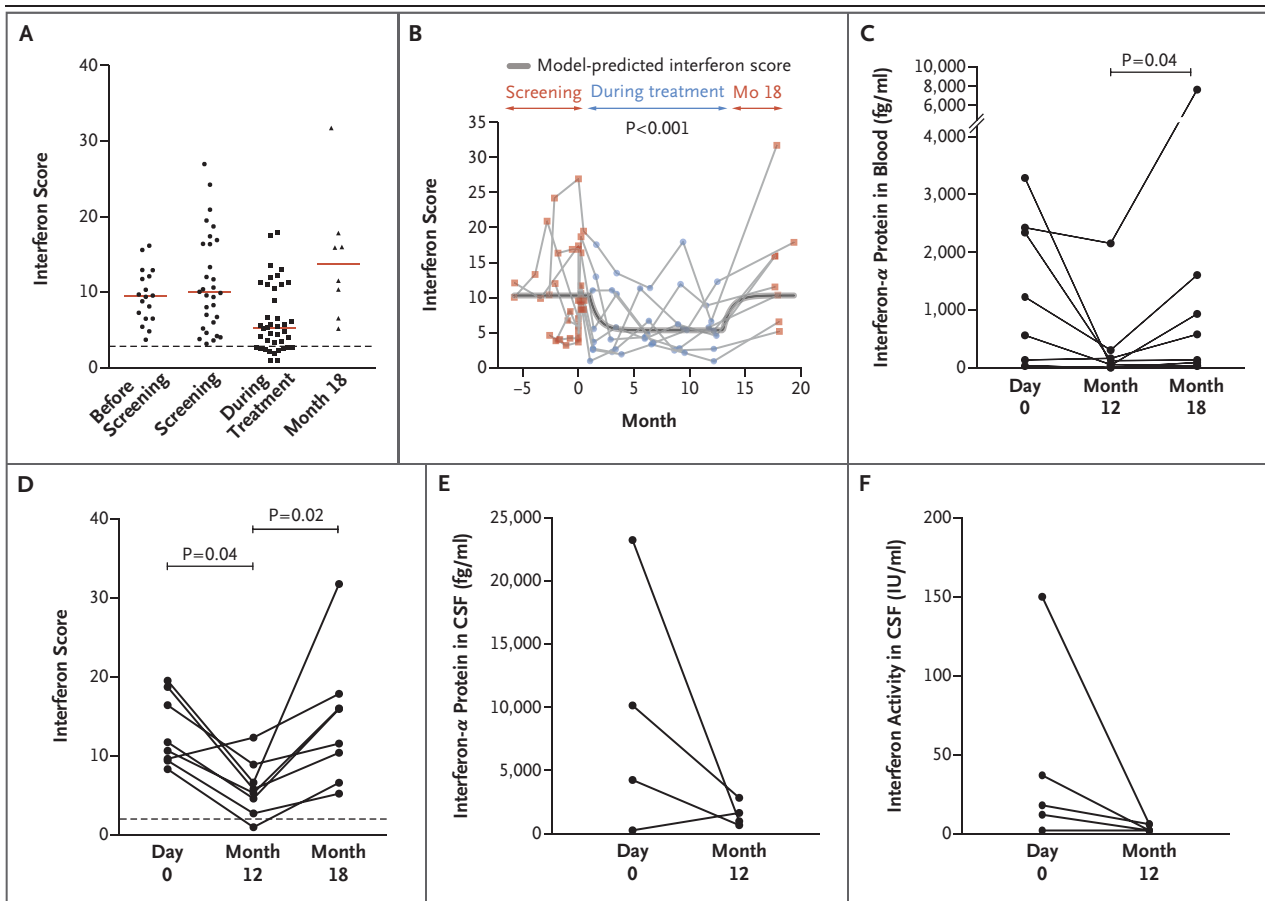 A
Interferon Score
40
30
20
10
0
Before
Screening
Screening
During
Treatment
Month 18
B
Model-predicted interferon score
Screening
During treatment
Mo 18
P<0.001
Interferon Score
35
30
25
20
15
10
5
0
−5
0
5
10
15
20
Month
C
P=0.04
Interferon-α Protein in Blood (fg/ml)
10,000
8,000
6,000
4,000
3,000
2,000
1,000
0
Day
0
Month
12
Month
18
D
P=0.02
P=0.04
Interferon Score
40
30
20
10
0
Day
0
Month
12
Month
18
E
Interferon-α Protein in CSF (fg/ml)
25,000
20,000
15,000
10,000
5,000
0
Day
0
Month
12
F
Interferon Activity in CSF (IU/ml)
200
150
100
50
0
Day
0
Month
12